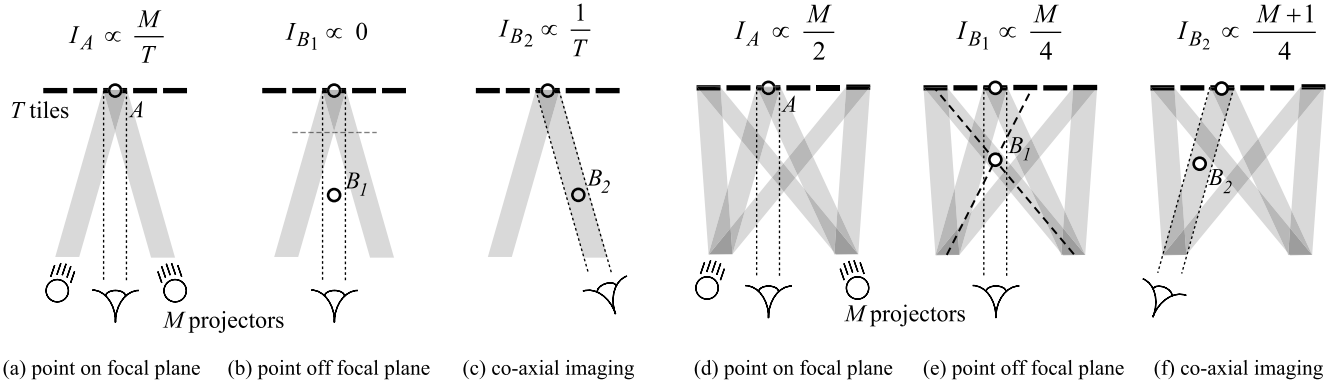 I_A ∝ M/T
I_{B_1} ∝ 0
I_{B_2} ∝ 1/T
I_A ∝ M/2
I_{B_1} ∝ M/4
I_{B_2} ∝ (M+1)/4
T tiles
A
B_1
B_2
A
B_1
B_2
M projectors
M projectors
(a) point on focal plane
(b) point off focal plane
(c) co-axial imaging
(d) point on focal plane
(e) point off focal plane
(f) co-axial imaging